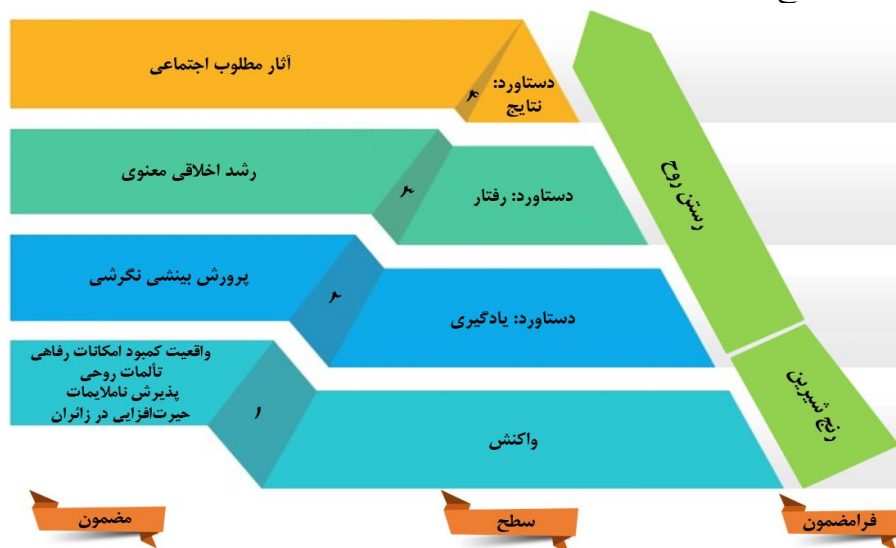 آثار مطلوب اجتماعی
۴
دستاورد:
نتایج
رشد اخلاقی معنوی
۳
دستاورد: رفتار
رستن روح
پرورش بینشی نگرشی
۲
دستاورد: یادگیری
واقعیت کمبود امکانات رفاهی
تألمات روحی
پذیرش ناملایمات
حیرت‌افزایی در زائران
۱
واکنش
رنج شیرین
فرامضمون
سطح
مضمون